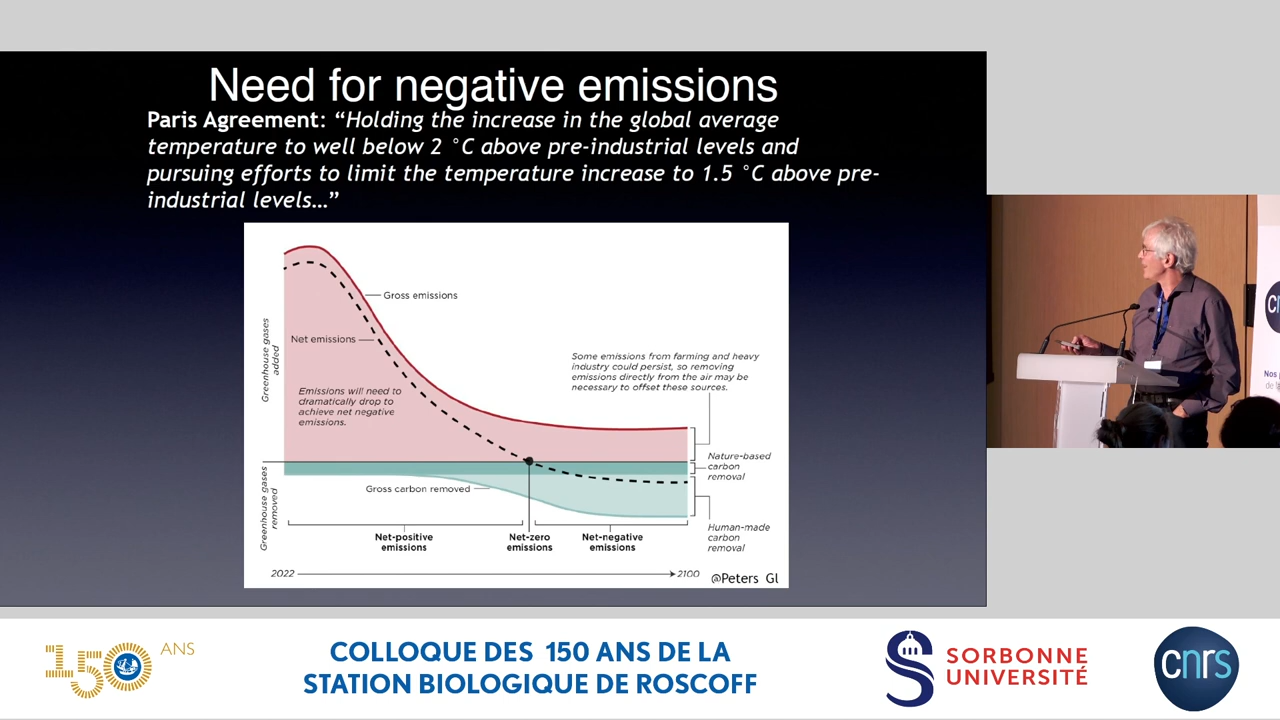 Need for negative emissions
Paris Agreement: “Holding the increase in the global average
temperature to well below 2 °C above pre-industrial levels and
pursuing efforts to limit the temperature increase to 1.5 °C above pre-
industrial levels…”
Greenhouse gases
added
Gross emissions
Net emissions
Emissions will need to
dramatically drop to
achieve net negative
emissions.
Some emissions from farming and heavy
industry could persist, so removing
emissions directly from the air may be
necessary to offset these sources.
Nature-based
carbon
removal
Greenhouse gases
removed
Gross carbon removed
Human-made
carbon
removal
Net-positive
emissions
Net-zero
emissions
Net-negative
emissions
2022
2100
@Peters Gl
Nos
de l
150 ANS
COLLOQUE DES 150 ANS DE LA
STATION BIOLOGIQUE DE ROSCOFF
SORBONNE
UNIVERSITÉ
cnrs